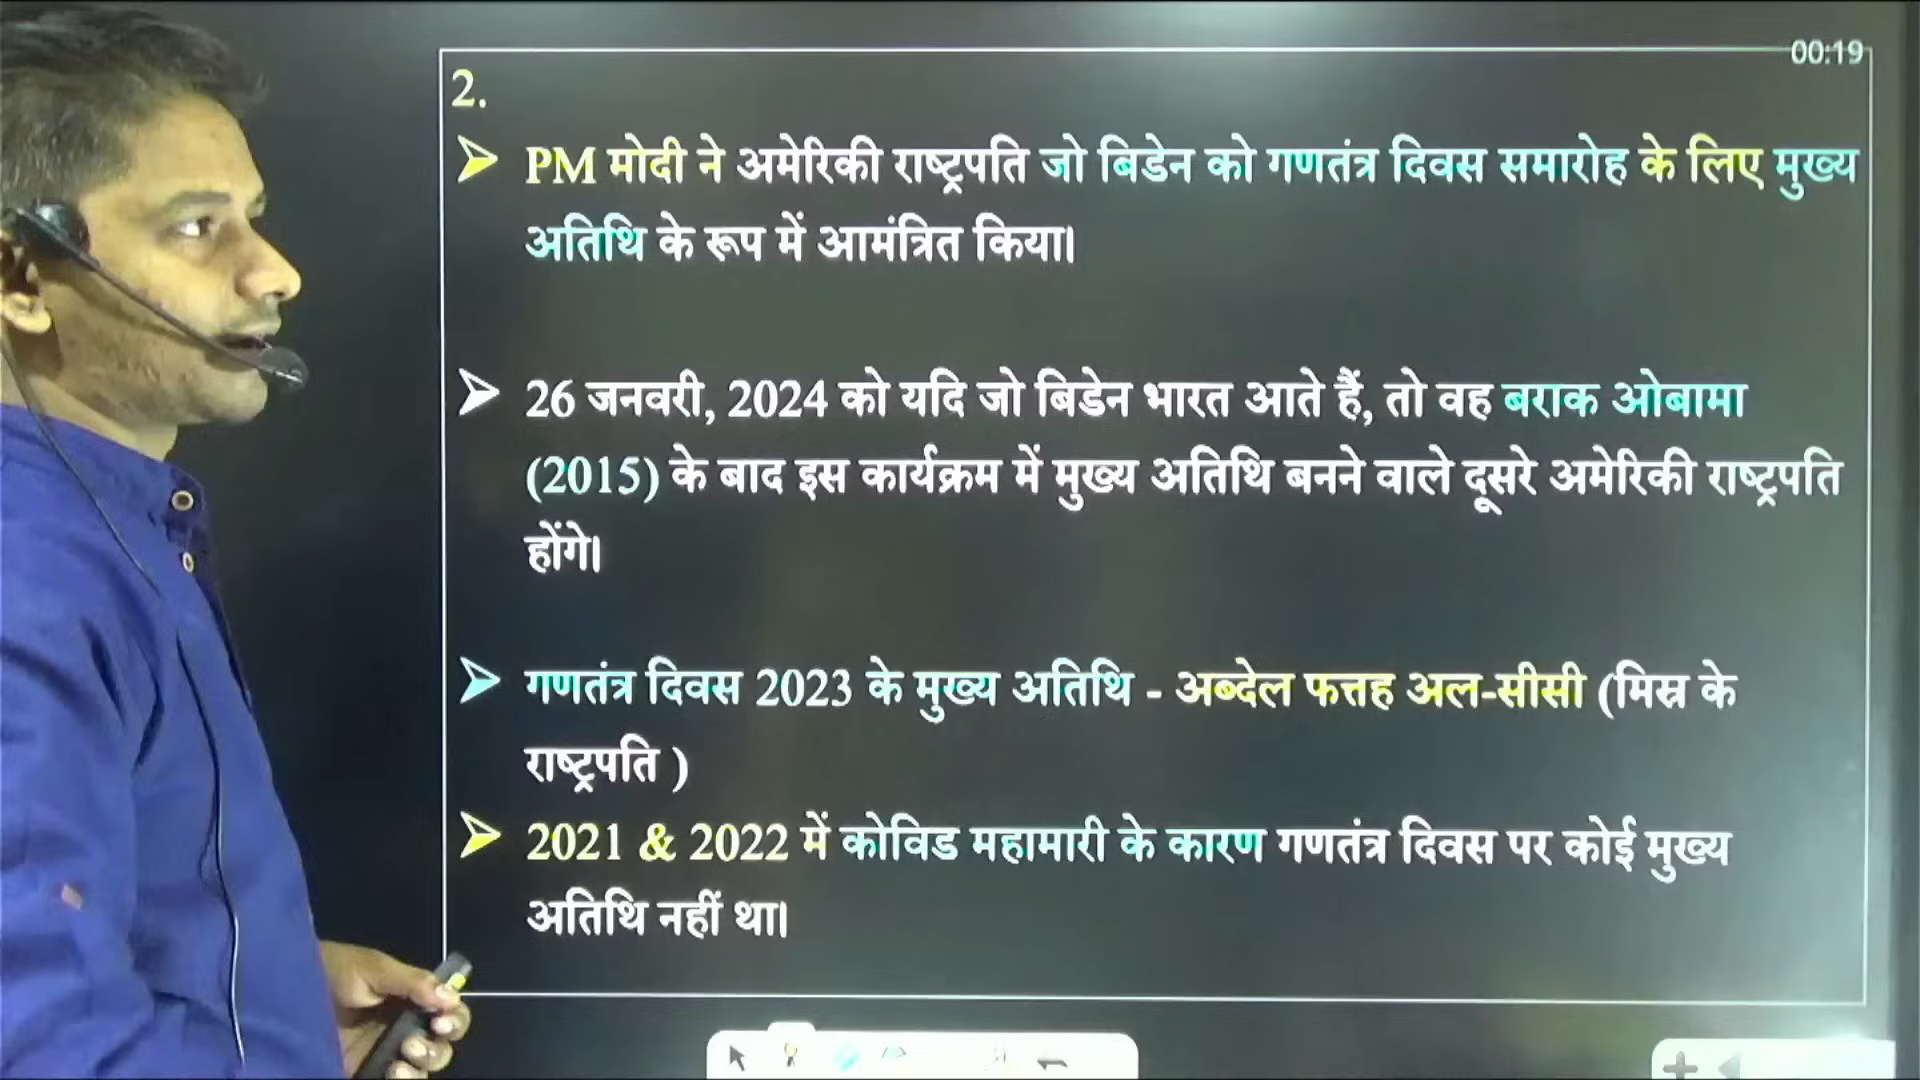 00:19
2.
➢ PM मोदी ने अमेरिकी राष्ट्रपति जो बिडेन को गणतंत्र दिवस समारोह के लिए मुख्य
अतिथि के रूप में आमंत्रित किया।
➢ 26 जनवरी, 2024 को यदि जो बिडेन भारत आते हैं, तो वह बराक ओबामा
(2015) के बाद इस कार्यक्रम में मुख्य अतिथि बनने वाले दूसरे अमेरिकी राष्ट्रपति
होंगे।
➢ गणतंत्र दिवस 2023 के मुख्य अतिथि - अब्देल फत्तह अल-सीसी (मिस्र के
राष्ट्रपति )
➢ 2021 & 2022 में कोविड महामारी के कारण गणतंत्र दिवस पर कोई मुख्य
अतिथि नहीं था।